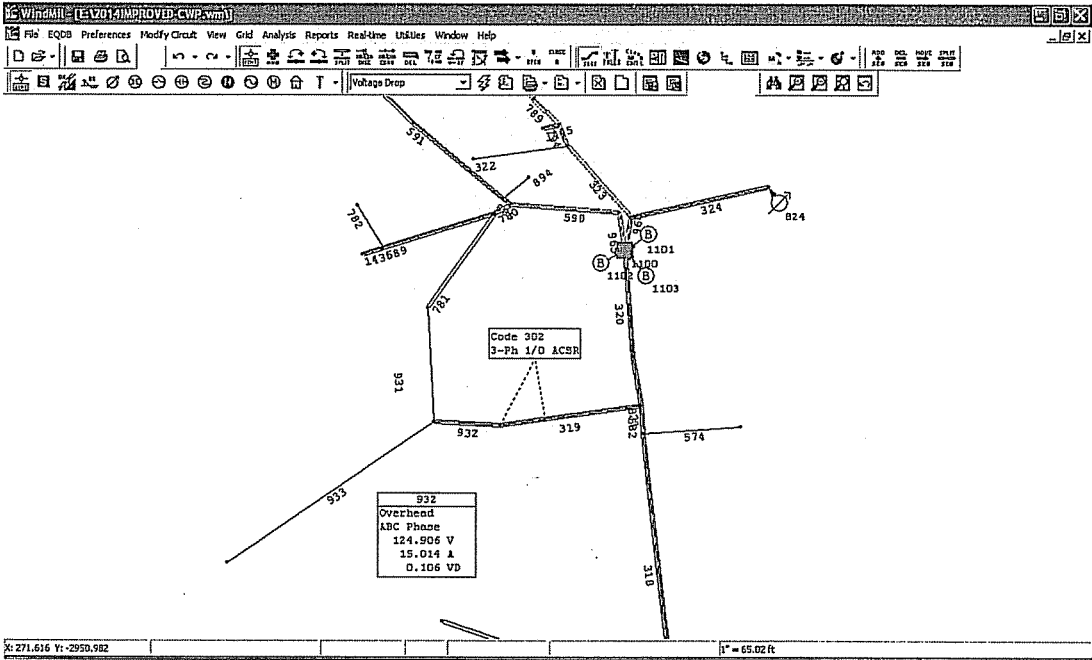 WindMil - [E:\2014IMPROVED-CWP.wm\]
File EQDB Preferences Modify Circuit View Grid Analysis Reports Real-time Utilities Window Help
Voltage Drop
591
789
322
894
323
782
780
590
324
824
143689
96
1101
1100
1102
1103
B
B
B
781
320
Code 302
3-Ph 1/0 ACSR
931
932
319
574
933
932
Overhead
ABC Phase
124.906 V
15.014 A
0.106 VD
318
X: 271.616 Y: -2950.982
1" = 65.02 ft